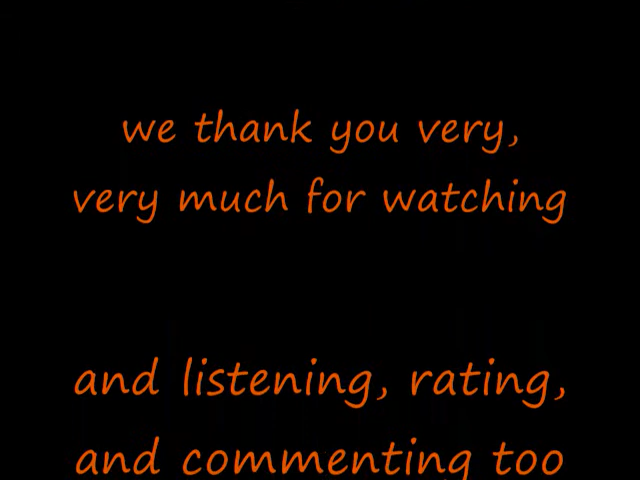 we thank you very,
very much for watching
and listening, rating,
and commenting too